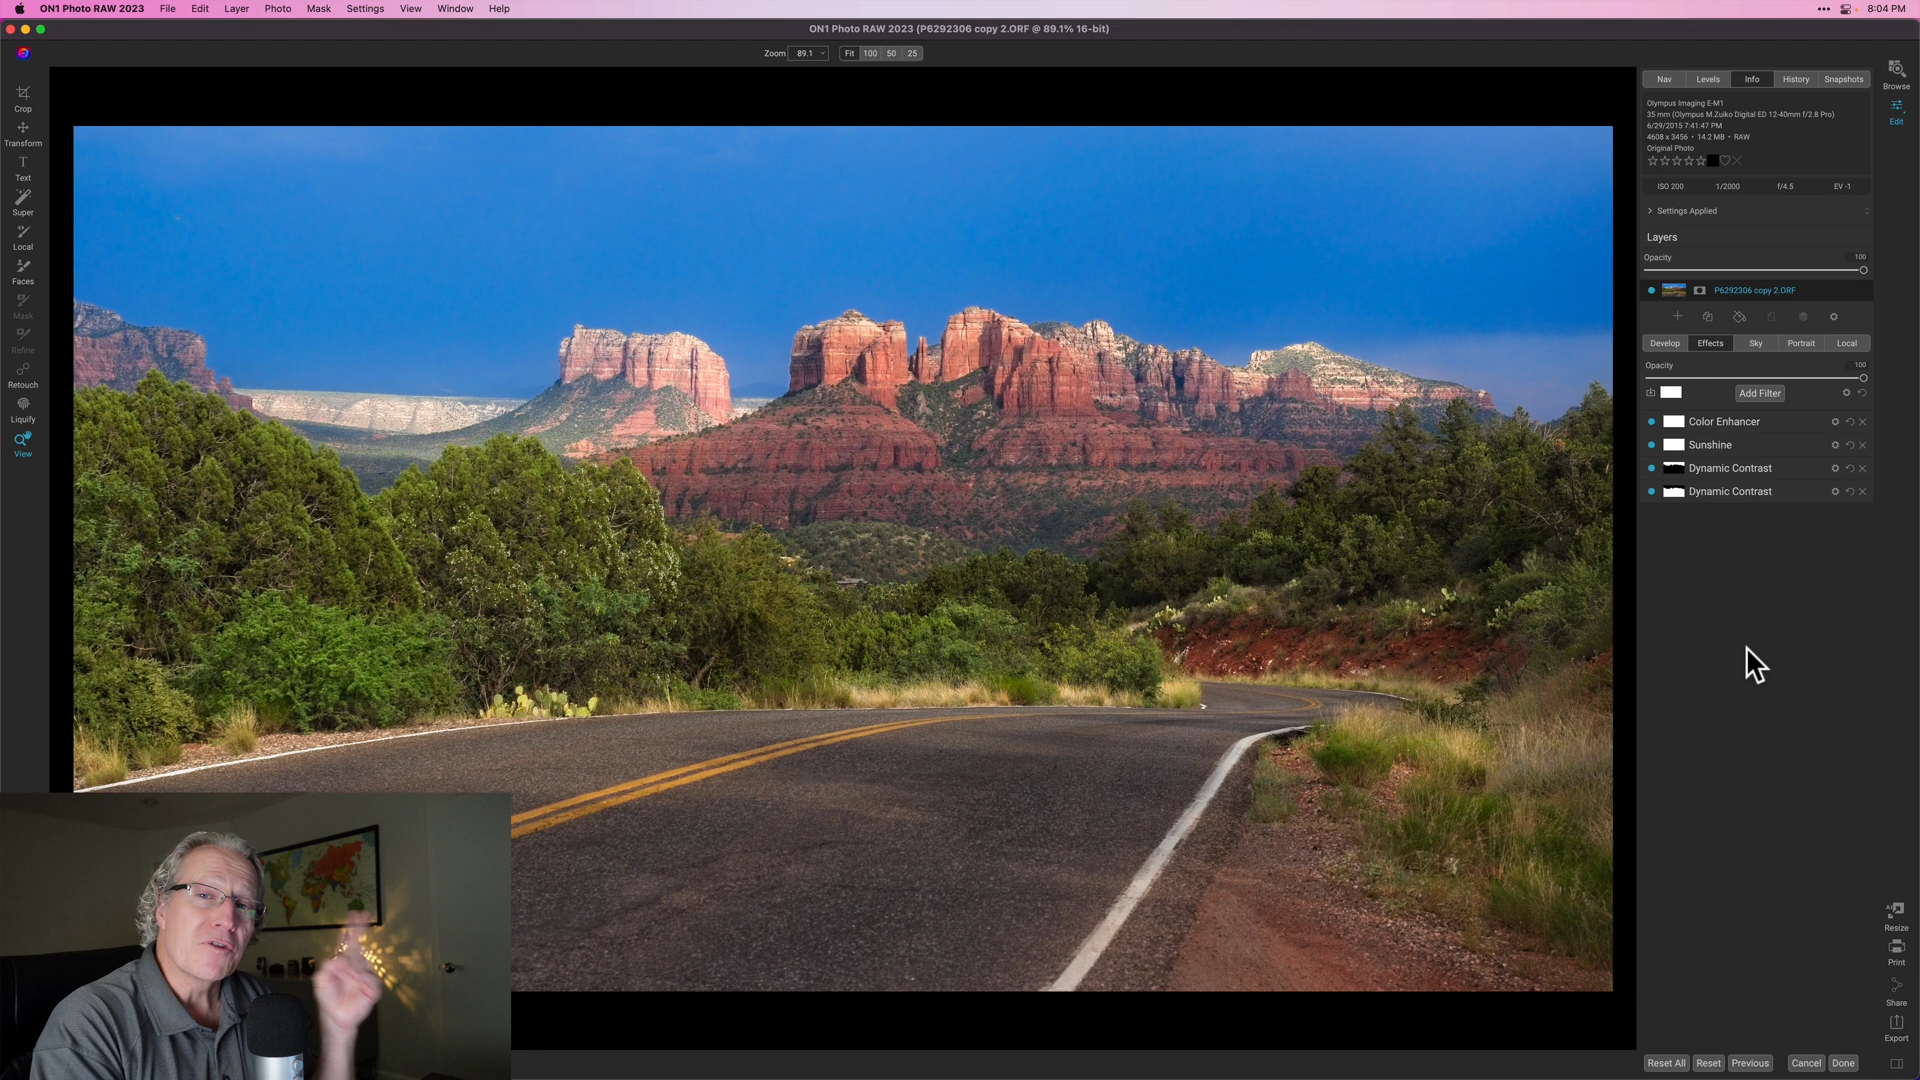 ON1 Photo RAW 2023 File Edit Layer Photo Mask Settings View Window Help 8:04 PM
ON1 Photo RAW 2023 (P6292306 copy 2.ORF @ 89.1% 16-bit)
Zoom 89.1 Fit 100 50 25
Crop
Transform
Text
Super
Local
Faces
Mask
Refine
Retouch
Liquify
View
Nav Levels Info History Snapshots
Olympus Imaging E-M1
35 mm (Olympus M.Zuiko Digital ED 12-40mm f/2.8 Pro)
6/29/2015 7:41:47 PM
4608 x 3456 • 14.2 MB • RAW
Original Photo
ISO 200 1/2000 f/4.5 EV -1
Settings Applied
Layers
Opacity 100
P6292306 copy 2.ORF
Develop Effects Sky Portrait Local
Opacity 100
Add Filter
Color Enhancer
Sunshine
Dynamic Contrast
Dynamic Contrast
Reset All Reset Previous Cancel Done
Browse
Edit
Resize
Print
Share
Export